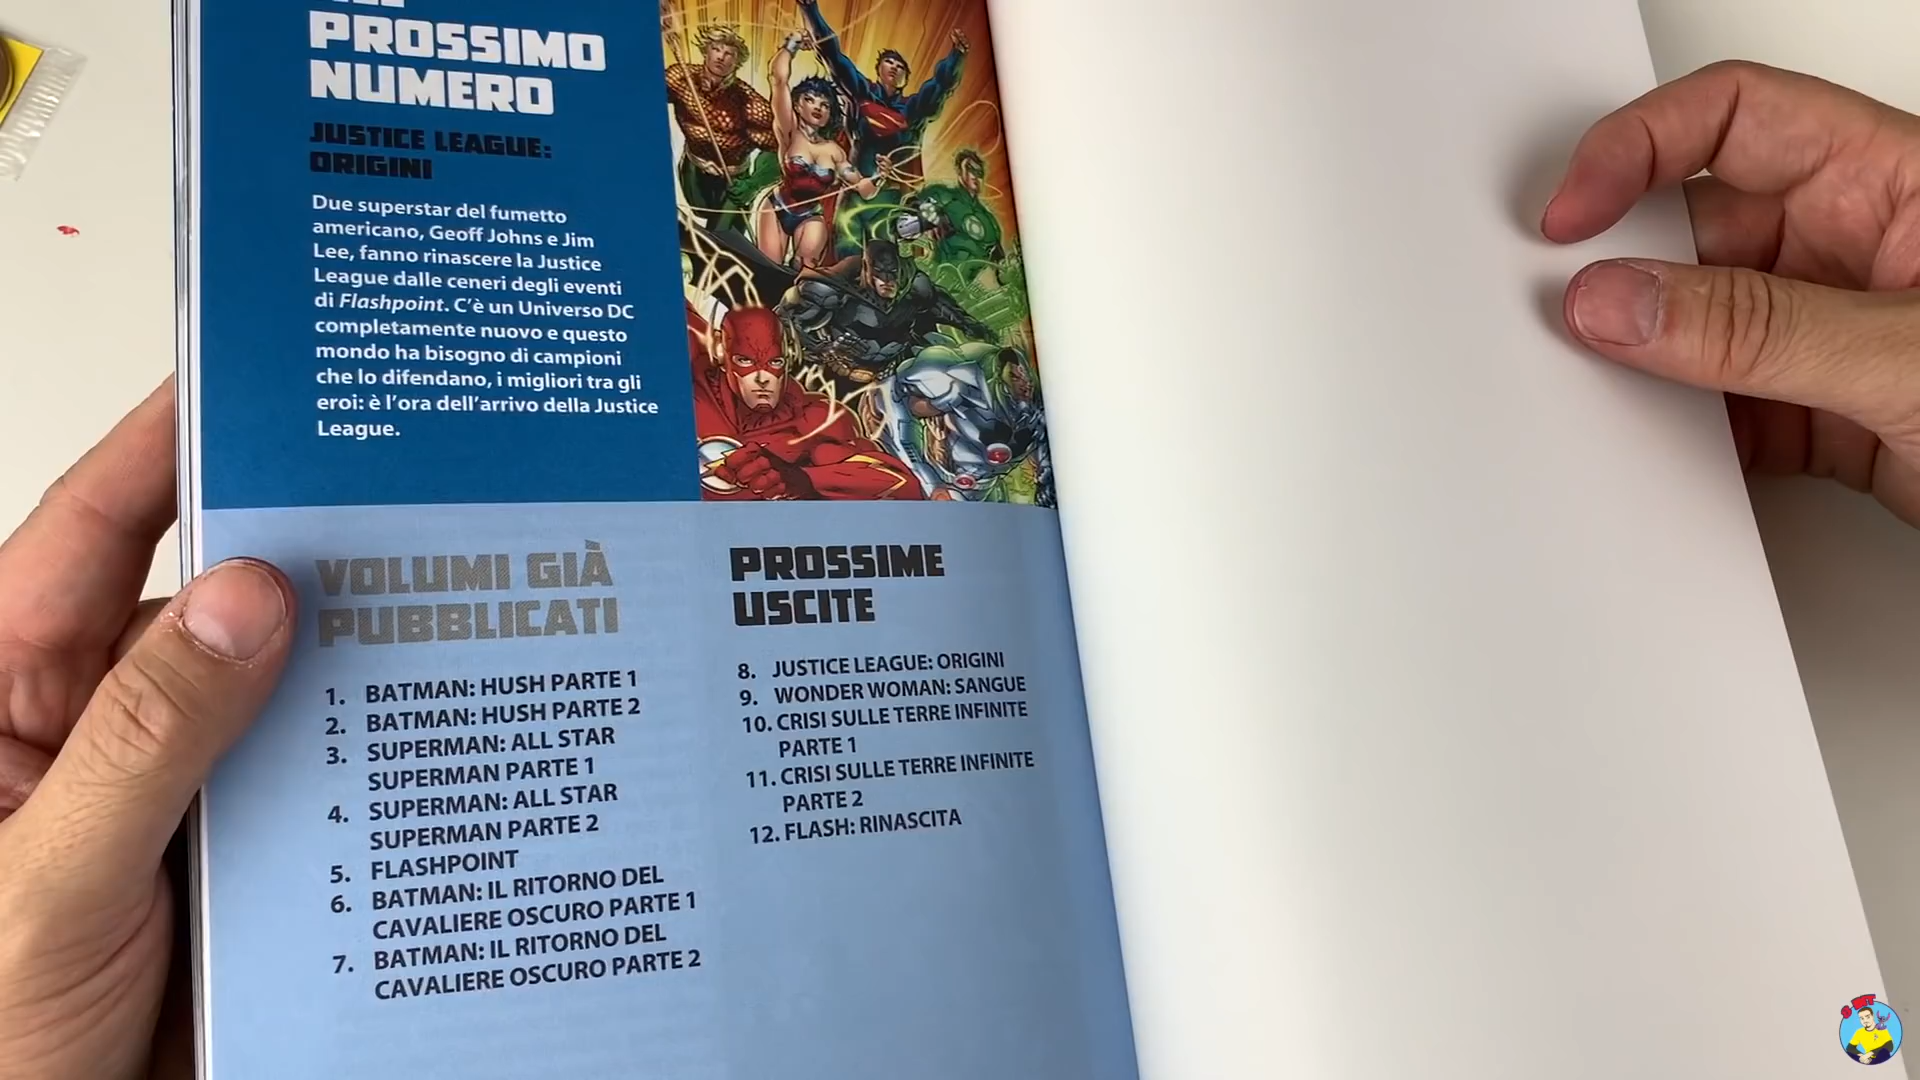 PROSSIMO
NUMERO
JUSTICE LEAGUE:
ORIGINI
Due superstar del fumetto
americano, Geoff Johns e Jim
Lee, fanno rinascere la Justice
League dalle ceneri degli eventi
di Flashpoint. C'è un Universo DC
completamente nuovo e questo
mondo ha bisogno di campioni
che lo difendano, i migliori tra gli
eroi: è l'ora dell'arrivo della Justice
League.
VOLUMI GIÀ
PUBBLICATI
1. BATMAN: HUSH PARTE 1
2. BATMAN: HUSH PARTE 2
3. SUPERMAN: ALL STAR
SUPERMAN PARTE 1
4. SUPERMAN: ALL STAR
SUPERMAN PARTE 2
5. FLASHPOINT
6. BATMAN: IL RITORNO DEL
CAVALIERE OSCURO PARTE 1
7. BATMAN: IL RITORNO DEL
CAVALIERE OSCURO PARTE 2
PROSSIME
USCITE
8. JUSTICE LEAGUE: ORIGINI
9. WONDER WOMAN: SANGUE
10. CRISI SULLE TERRE INFINITE
PARTE 1
11. CRISI SULLE TERRE INFINITE
PARTE 2
12. FLASH: RINASCITA